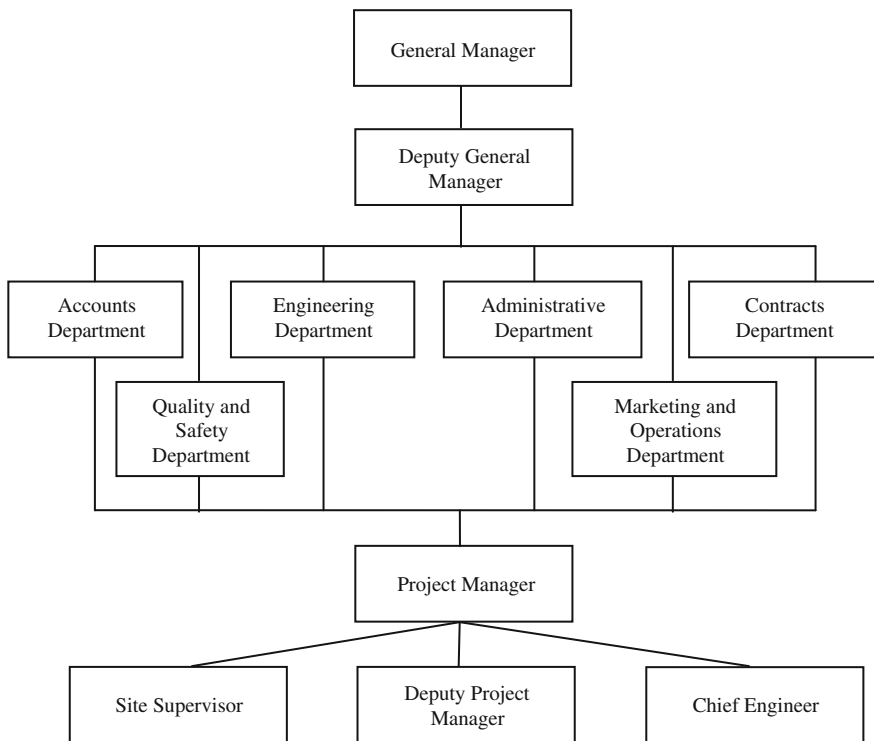 General Manager
Deputy General
Manager
Accounts
Department
Engineering
Department
Administrative
Department
Contracts
Department
Quality and
Safety
Department
Marketing and
Operations
Department
Project Manager
Site Supervisor
Deputy Project
Manager
Chief Engineer